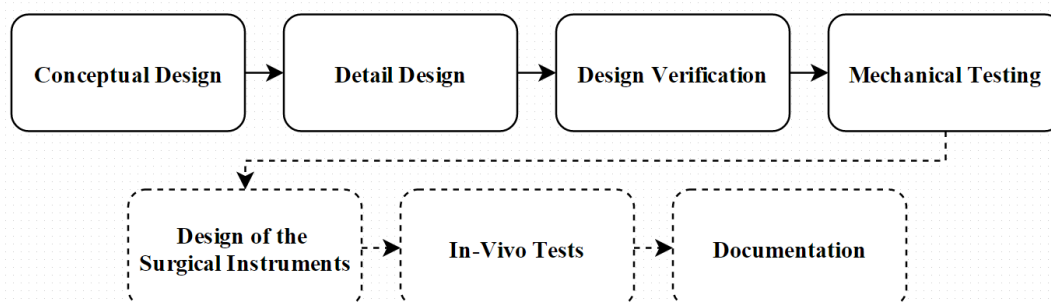 Conceptual Design
Detail Design
Design Verification
Mechanical Testing
Design of the
Surgical Instruments
In-Vivo Tests
Documentation